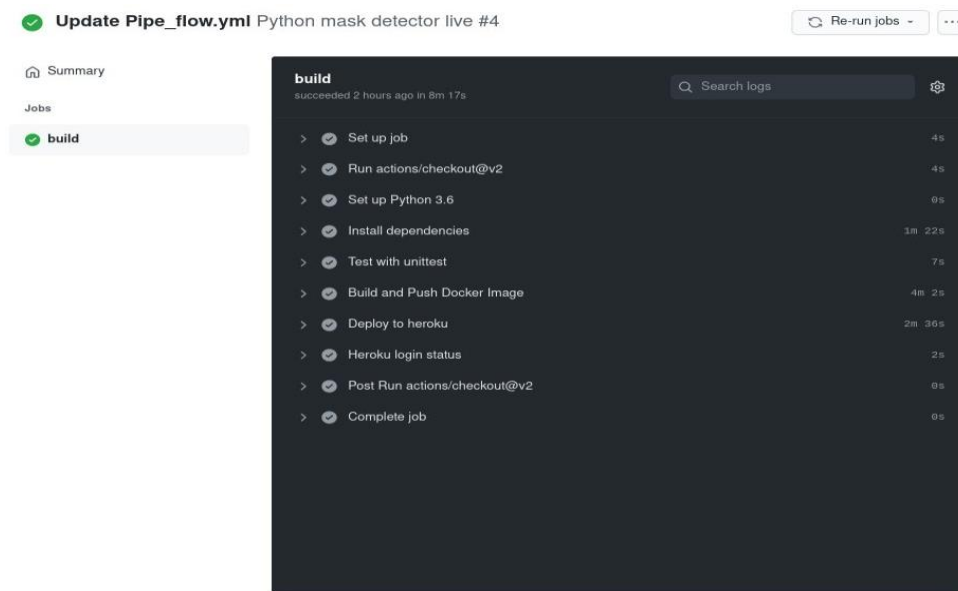 Update Pipe_flow.yml Python mask detector live #4
Re-run jobs
Summary
Jobs
build
build
succeeded 2 hours ago in 8m 17s
Search logs
Set up job 4s
Run actions/checkout@v2 4s
Set up Python 3.6 0s
Install dependencies 1m 22s
Test with unittest 7s
Build and Push Docker Image 4m 2s
Deploy to heroku 2m 36s
Heroku login status 2s
Post Run actions/checkout@v2 0s
Complete job 0s